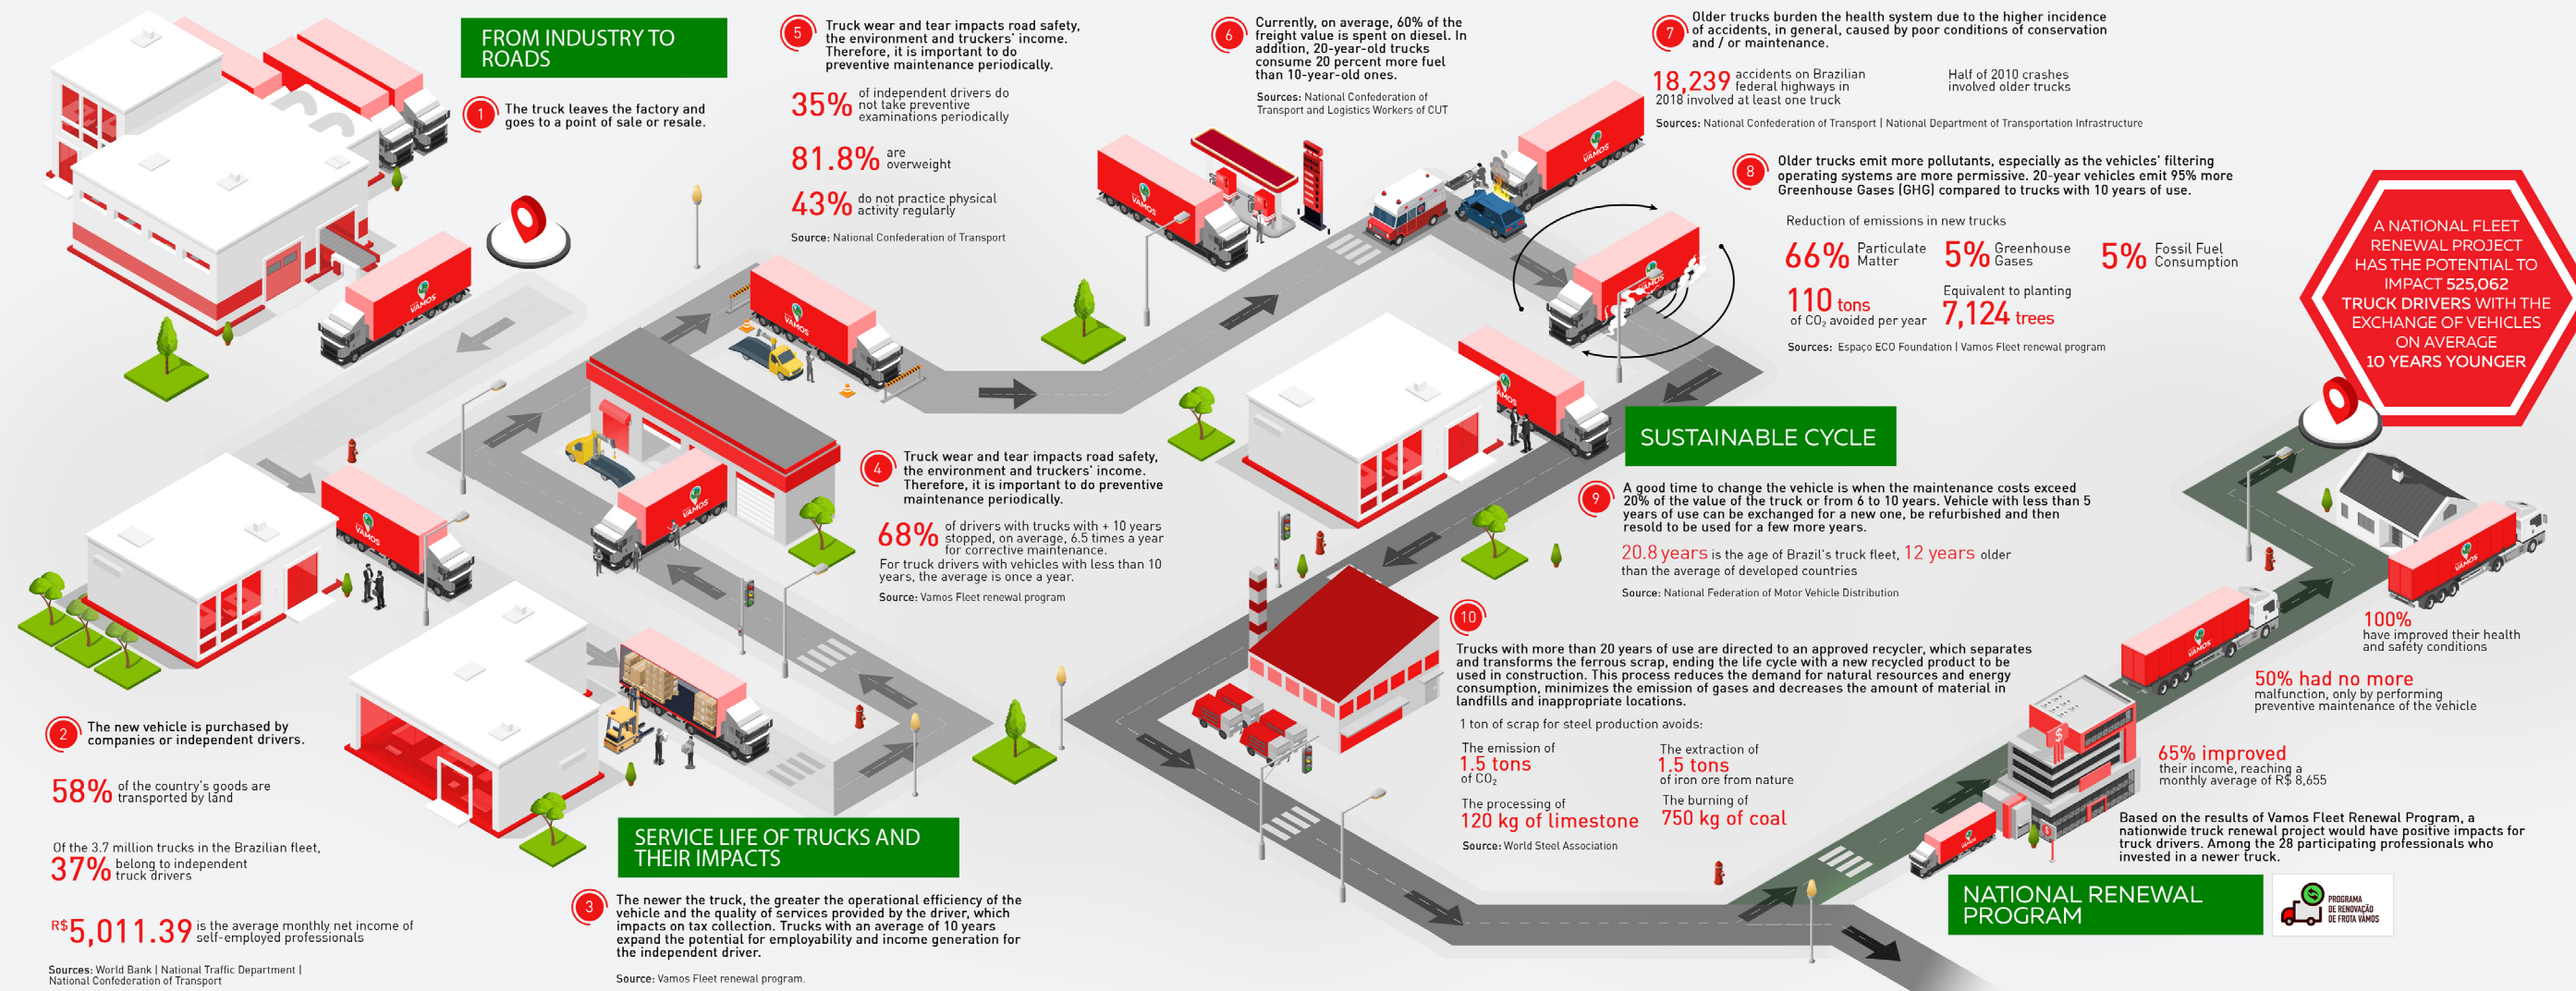 FROM INDUSTRY TO
ROADS
1
The truck leaves the factory and
goes to a point of sale or resale.
2
The new vehicle is purchased by
companies or independent drivers.
58% of the country's goods are
transported by land
Of the 3.7 million trucks in the Brazilian fleet,
37% belong to independent
truck drivers
R$5,011.39 is the average monthly net income of
self-employed professionals
Sources: World Bank | National Traffic Department |
National Confederation of Transport
SERVICE LIFE OF TRUCKS AND
THEIR IMPACTS
3
The newer the truck, the greater the operational efficiency of the
vehicle and the quality of services provided by the driver, which
impacts on tax collection. Trucks with an average of 10 years
expand the potential for employability and income generation for
the independent driver.
Source: Vamos Fleet renewal program.
4
Truck wear and tear impacts road safety,
the environment and truckers' income.
Therefore, it is important to do preventive
maintenance periodically.
68% of drivers with trucks with + 10 years
stopped, on average, 6.5 times a year
for corrective maintenance.
For truck drivers with vehicles with less than 10
years, the average is once a year.
Source: Vamos Fleet renewal program
5
Truck wear and tear impacts road safety,
the environment and truckers' income.
Therefore, it is important to do
preventive maintenance periodically.
35% of independent drivers do
not take preventive
examinations periodically
81.8% are
overweight
43% do not practice physical
activity regularly
Source: National Confederation of Transport
6
Currently, on average, 60% of the
freight value is spent on diesel. In
addition, 20-year-old trucks
consume 20 percent more fuel
than 10-year-old ones.
Sources: National Confederation of
Transport and Logistics Workers of CUT
7
Older trucks burden the health system due to the higher incidence
of accidents, in general, caused by poor conditions of conservation
and / or maintenance.
18,239 accidents on Brazilian
federal highways in
2018 involved at least one truck
Half of 2010 crashes
involved older trucks
Sources: National Confederation of Transport | National Department of Transportation Infrastructure
8
Older trucks emit more pollutants, especially as the vehicles' filtering
operating systems are more permissive. 20-year vehicles emit 95% more
Greenhouse Gases (GHG) compared to trucks with 10 years of use.
Reduction of emissions in new trucks
66% Particulate
Matter
5% Greenhouse
Gases
5% Fossil Fuel
Consumption
110 tons
of CO₂ avoided per year
Equivalent to planting
7,124 trees
Sources: Espaço ECO Foundation | Vamos Fleet renewal program
SUSTAINABLE CYCLE
9
A good time to change the vehicle is when the maintenance costs exceed
20% of the value of the truck or from 6 to 10 years. Vehicle with less than 5
years of use can be exchanged for a new one, be refurbished and then
resold to be used for a few more years.
20.8 years is the age of Brazil's truck fleet, 12 years older
than the average of developed countries
Source: National Federation of Motor Vehicle Distribution
10
Trucks with more than 20 years of use are directed to an approved recycler, which separates
and transforms the ferrous scrap, ending the life cycle with a new recycled product to be
used in construction. This process reduces the demand for natural resources and energy
consumption, minimizes the emission of gases and decreases the amount of material in
landfills and inappropriate locations.
1 ton of scrap for steel production avoids:
The emission of
1.5 tons
of CO₂
The extraction of
1.5 tons
of iron ore from nature
The processing of
120 kg of limestone
The burning of
750 kg of coal
Source: World Steel Association
A NATIONAL FLEET
RENEWAL PROJECT
HAS THE POTENTIAL TO
IMPACT 525,062
TRUCK DRIVERS WITH THE
EXCHANGE OF VEHICLES
ON AVERAGE
10 YEARS YOUNGER
100%
have improved their health
and safety conditions
50% had no more
malfunction, only by performing
preventive maintenance of the vehicle
65% improved
their income, reaching a
monthly average of R$ 8,655
Based on the results of Vamos Fleet Renewal Program, a
nationwide truck renewal project would have positive impacts for
truck drivers. Among the 28 participating professionals who
invested in a newer truck.
NATIONAL RENEWAL
PROGRAM
PROGRAMA
DE RENOVAÇÃO
DE FROTA VAMOS
VAMOS
VAMOS
VAMOS
VAMOS
VAMOS
VAMOS
VAMOS
VAMOS
VAMOS
VAMOS
$